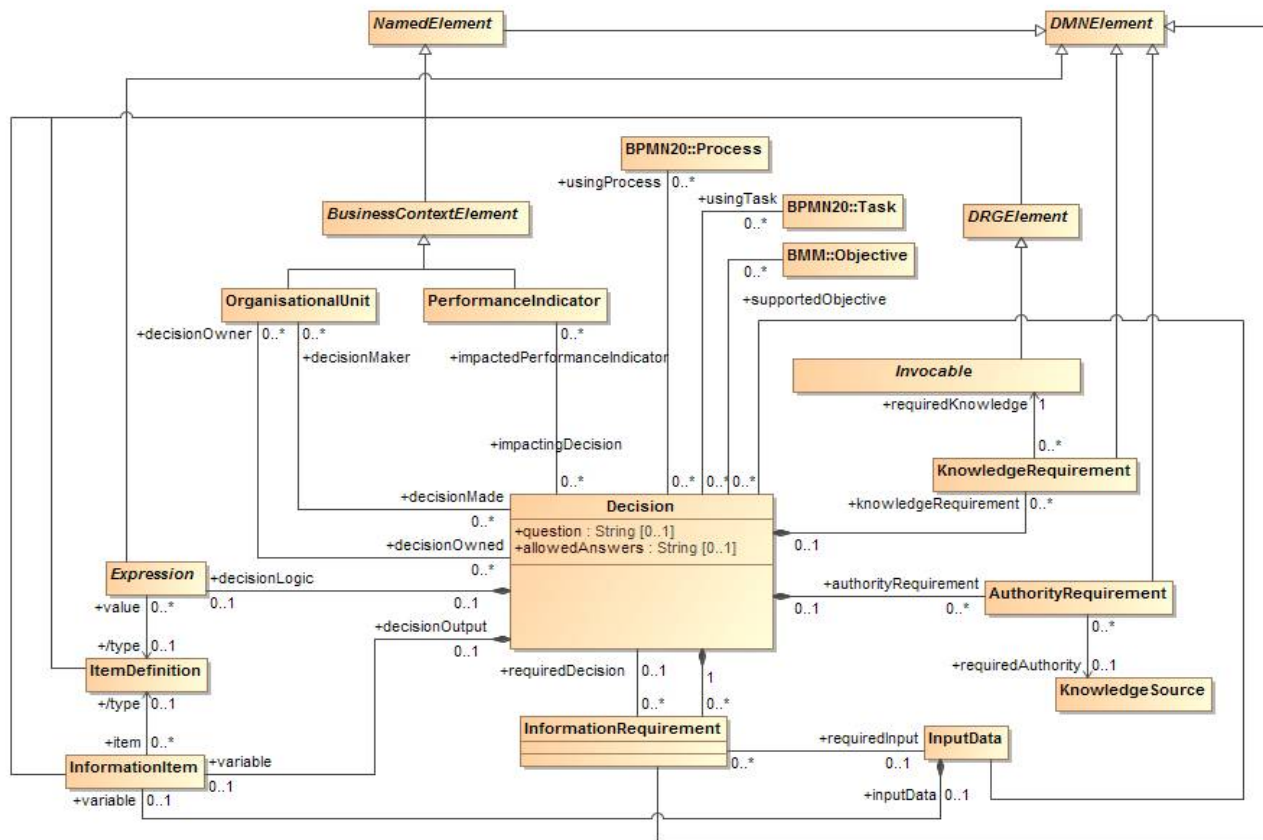 NamedElement
DMNElement
BPMN20::Process
+usingProcess
0..*
+usingTask
BPMN20::Task
0..*
BusinessContextElement
DRGElement
BMM::Objective
0..*
+supportedObjective
OrganisationalUnit
PerformanceIndicator
+decisionOwner
0..*
0..*
0..*
+decisionMaker
+impactedPerformanceIndicator
Invocable
+requiredKnowledge
1
+impactingDecision
0..*
KnowledgeRequirement
0..*
0..*
0..*
0..*
+decisionMade
0..*
Decision
+question : String [0..1]
+allowedAnswers : String [0..1]
+knowledgeRequirement
0..*
0..1
+decisionOwned
0..*
Expression
+decisionLogic
0..1
0..1
+authorityRequirement
0..1
0..*
AuthorityRequirement
+value
0..*
+decisionOutput
0..1
0..*
+/type
0..1
+requiredDecision
0..1
1
+requiredAuthority
0..1
ItemDefinition
KnowledgeSource
+/type
0..1
0..*
0..*
+item
0..*
InformationRequirement
+requiredInput
InputData
InformationItem
+variable
0..1
0..*
0..1
+variable
0..1
+inputData
0..1